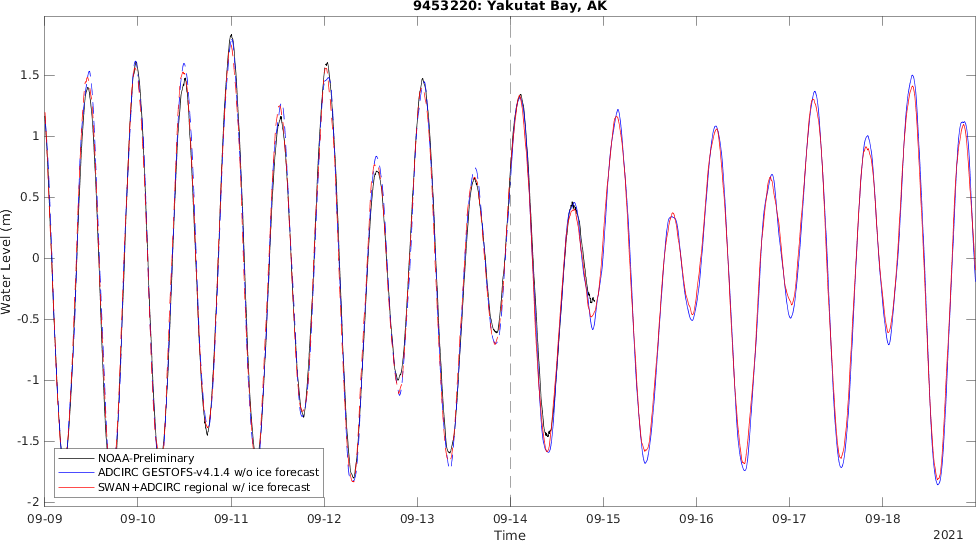 9453220: Yakutat Bay, AK
Water Level (m)
1.5
1
0.5
0
-0.5
-1
-1.5
-2
NOAA-Preliminary
ADCIRC GESTOFS-v4.1.4 w/o ice forecast
SWAN+ADCIRC regional w/ ice forecast
09-09 09-10 09-11 09-12 09-13 09-14 09-15 09-16 09-17 09-18
Time
2021